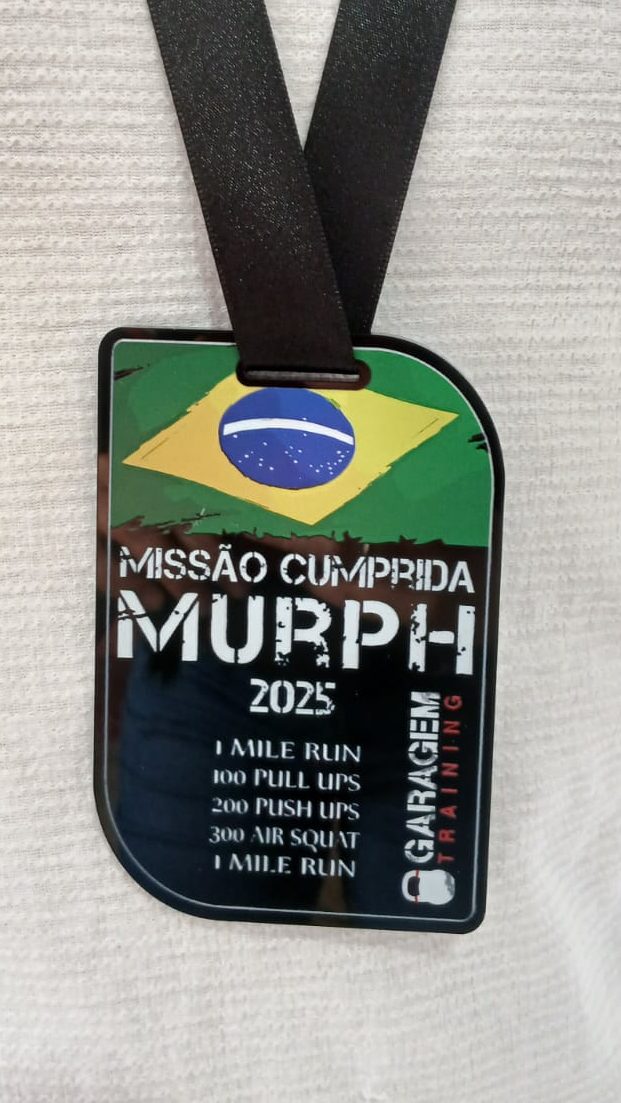 MISSÃO CUMPRIDA
MURPH
2025
1 MILE RUN
100 PULL UPS
200 PUSH UPS
300 AIR SQUAT
1 MILE RUN
GARAGEM
TRAINING